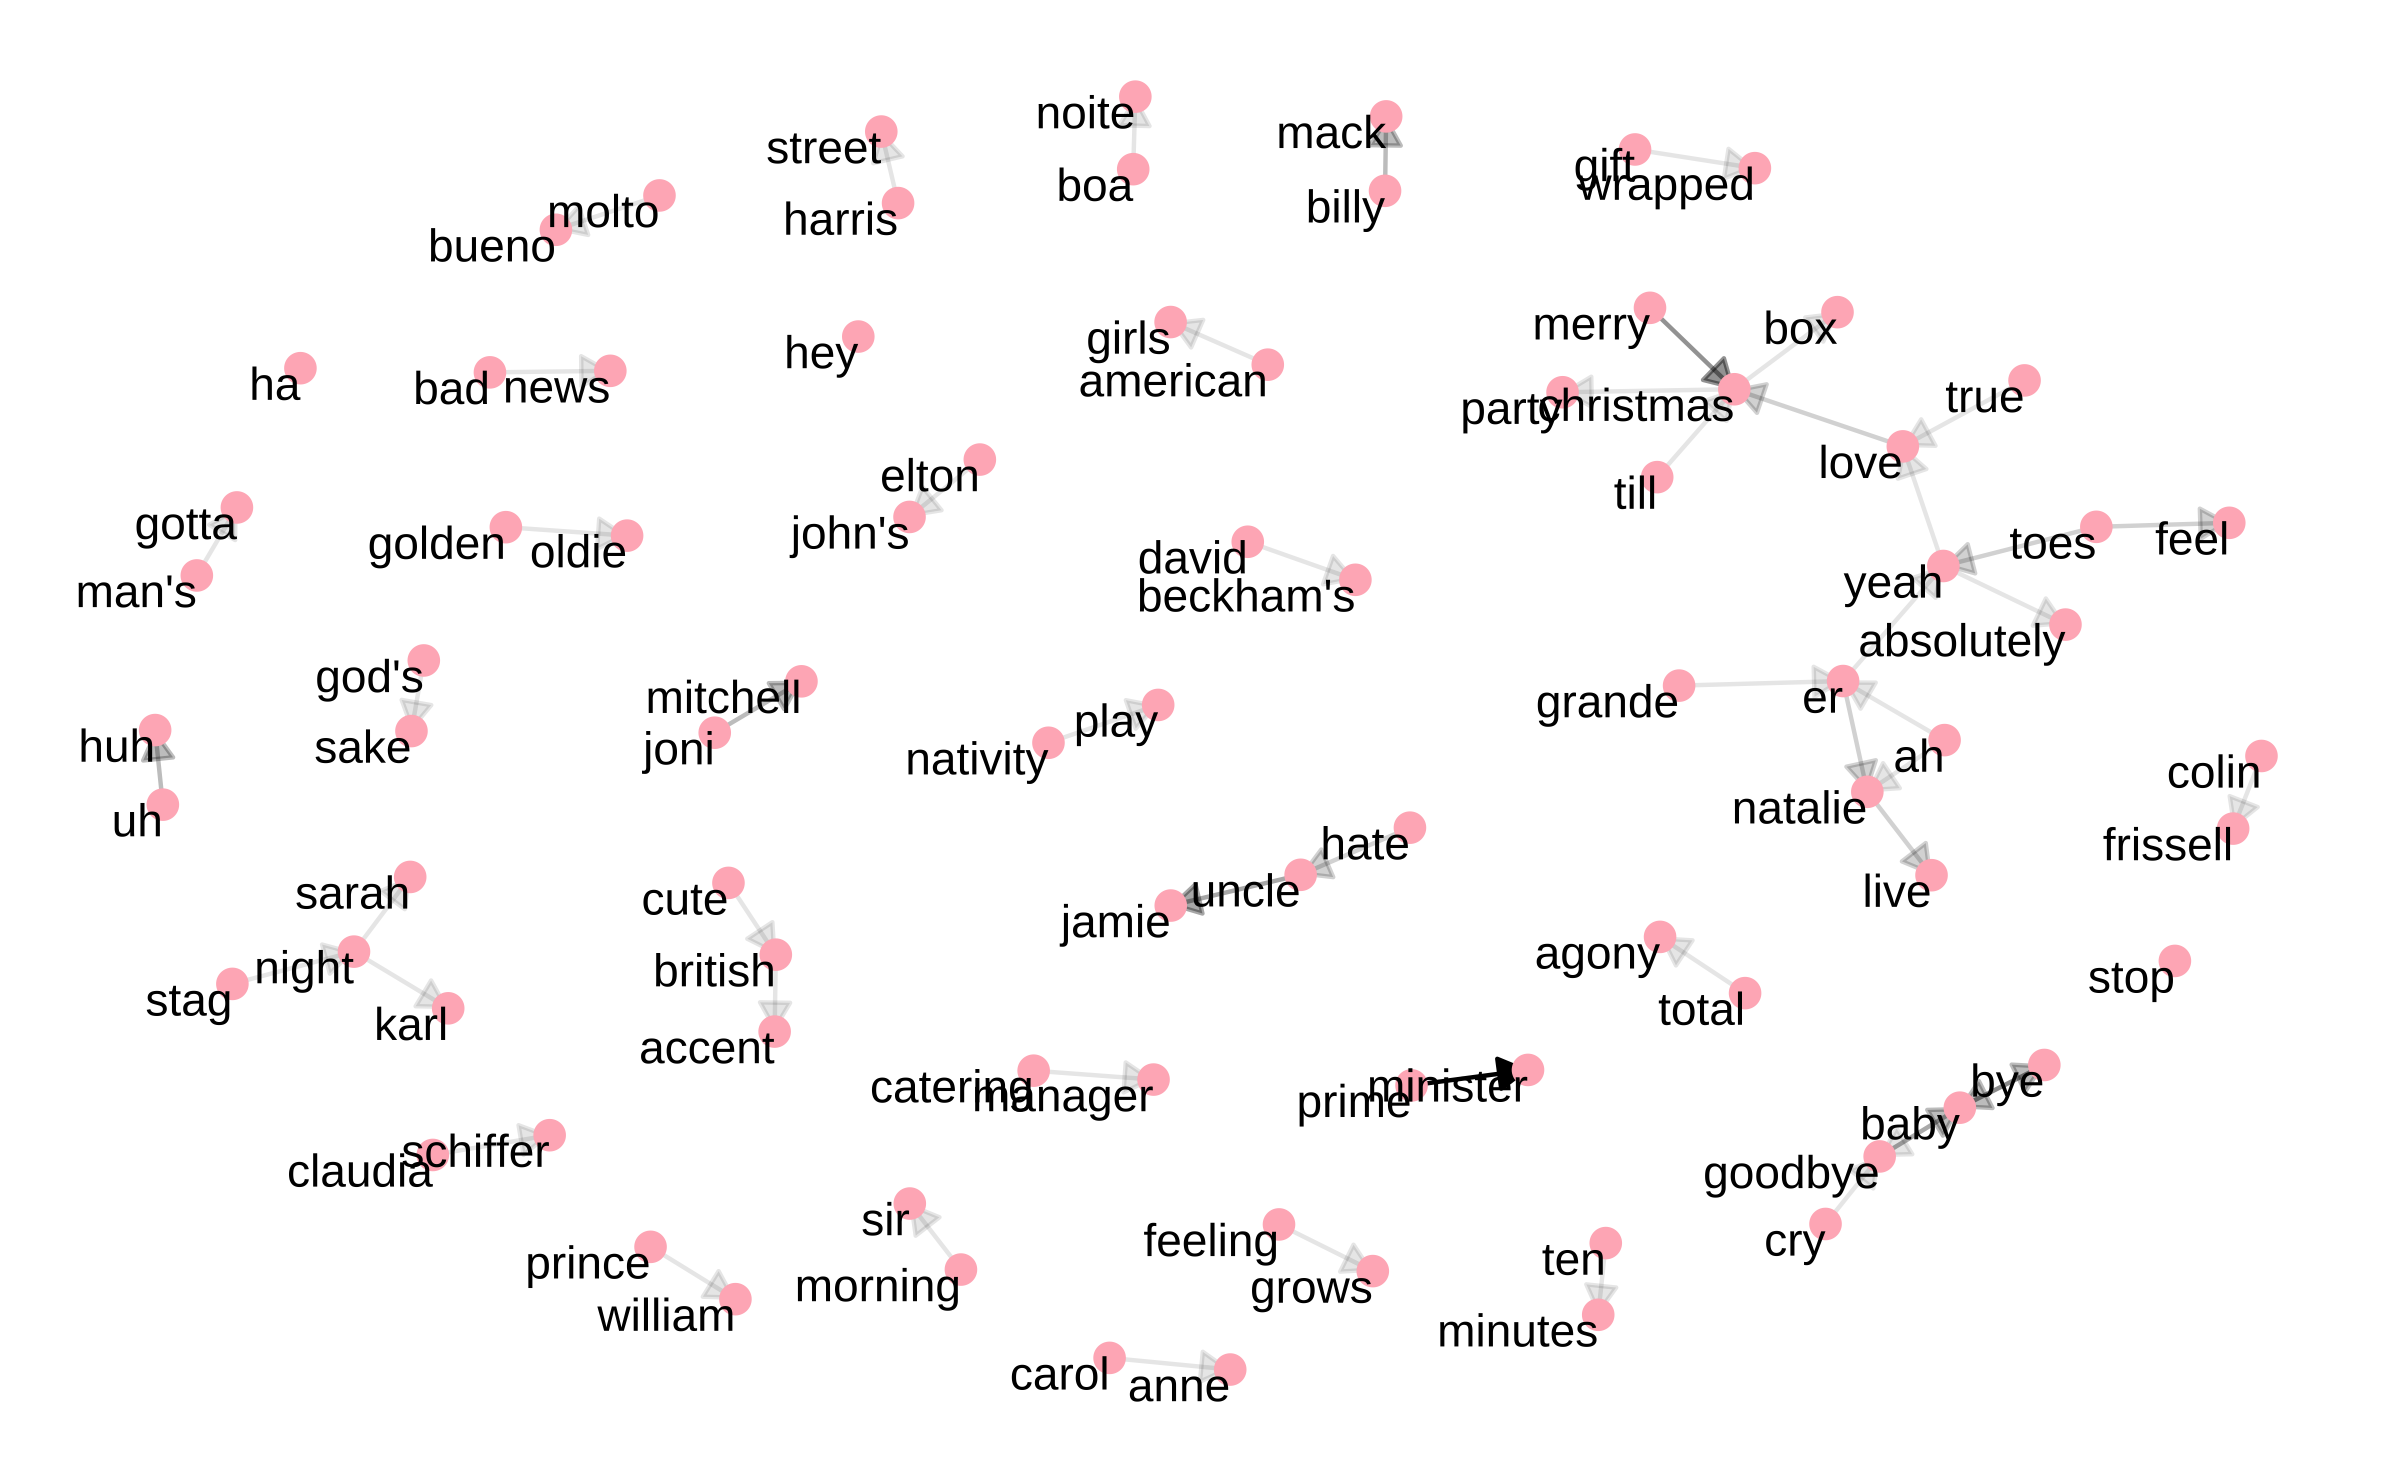 noite
mack
street
gift
wrapped
boa
molto
billy
harris
bueno
merry
box
girls
hey
american
ha
bad
news
party
christmas
true
love
elton
till
gotta
golden
oldie
john's
toes
feel
david
beckham's
yeah
man's
absolutely
god's
mitchell
er
grande
play
huh
sake
joni
nativity
ah
colin
natalie
uh
hate
frissell
sarah
cute
uncle
live
jamie
agony
night
british
stop
stag
total
karl
accent
bye
catering
manager
prime
minister
baby
schiffer
claudia
goodbye
sir
feeling
cry
prince
ten
morning
grows
william
minutes
carol
anne